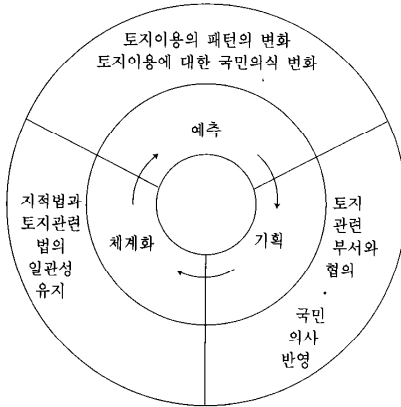 토지이용의 패턴의 변화
토지이용에 대한 국민의식 변화
예측
지적법과
토지관련
법의
일관성
유지
체계화
기획
토지
관련
부서와
협의
국민
의사
반영